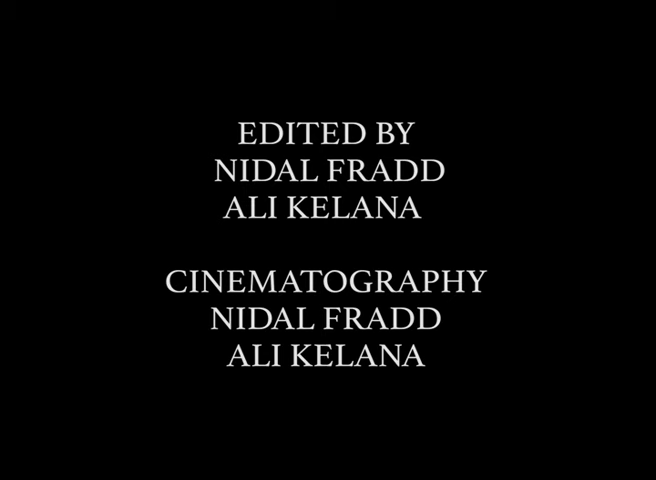 EDITED BY
NIDAL FRADD
ALI KELANA
CINEMATOGRAPHY
NIDAL FRADD
ALI KELANA